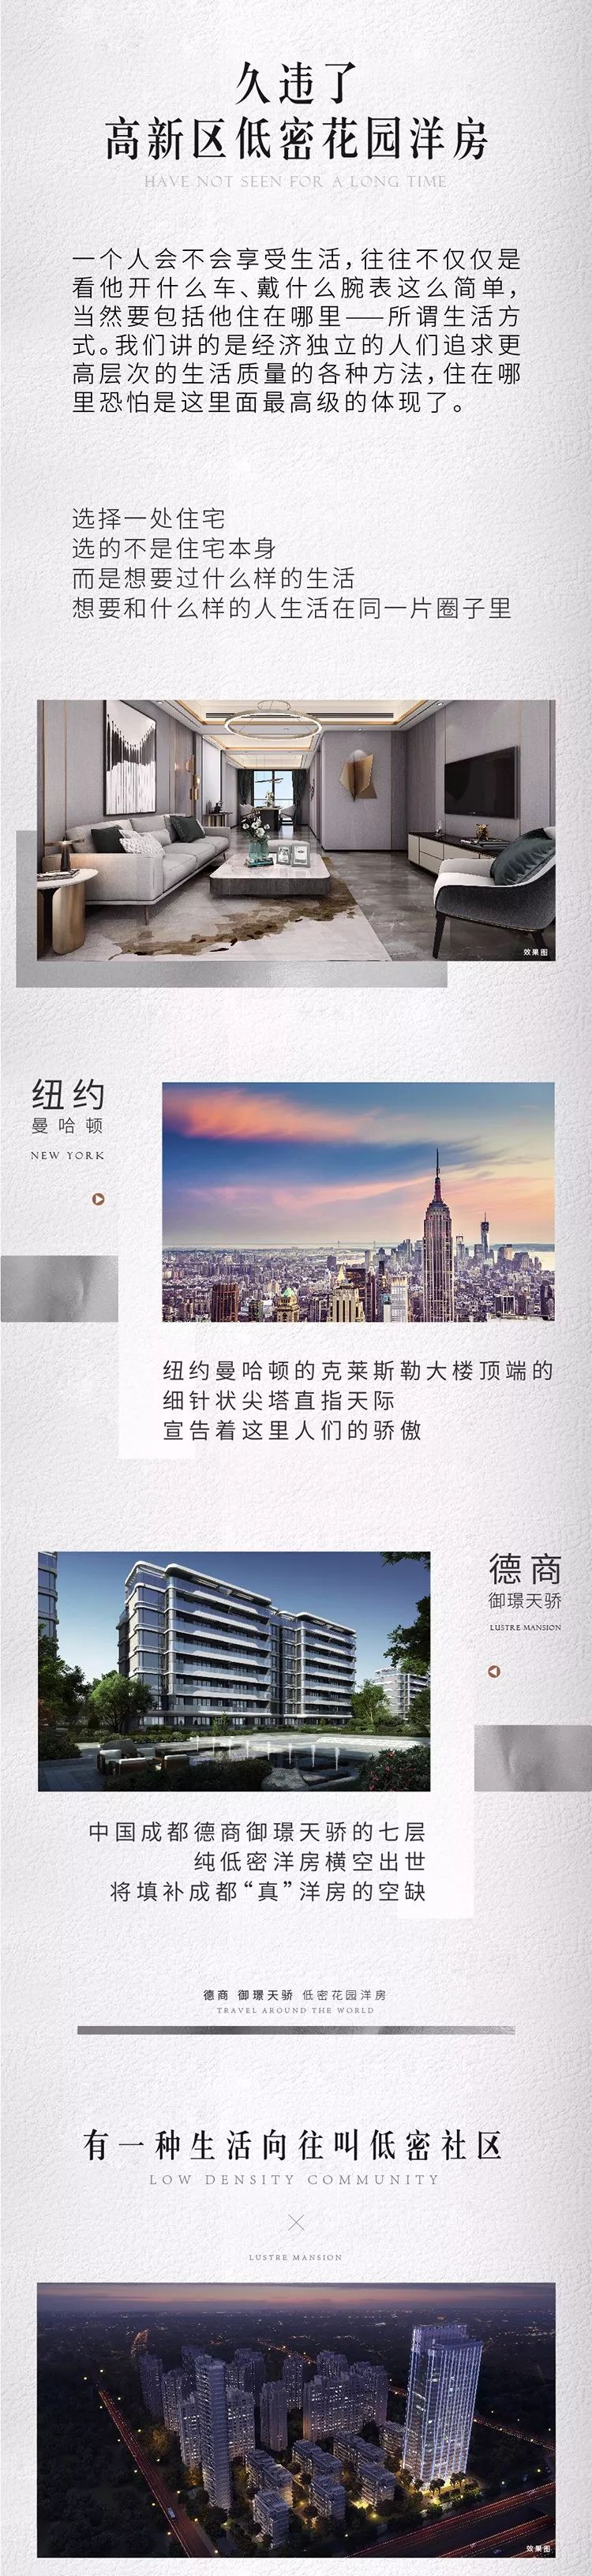 久违了
高新区低密花园洋房
HAVE NOT SEEN FOR A LONG TIME
一个人会不会享受生活，往往不仅仅是
看他开什么车、戴什么腕表这么简单，
当然要包括他住在哪里——所谓生活方
式。我们讲的是经济独立的人们追求更
高层次的生活质量的各种方法，住在哪
里恐怕是这里面最高级的体现了。
选择一处住宅
选的不是住宅本身
而是想要过什么样的生活
想要和什么样的人生活在同一片圈子里
效果图
纽约
曼哈顿
NEW YORK
纽约曼哈顿的克莱斯勒大楼顶端的
细针状尖塔直指天际
宣告着这里人们的骄傲
德商
御璟天骄
LUSTRE MANSION
中国成都德商御璟天骄的七层
纯低密洋房横空出世
将填补成都“真”洋房的空缺
德商 御璟天骄 低密花园洋房
TRAVEL AROUND THE WORLD
有一种生活向往叫低密社区
LOW DENSITY COMMUNITY
LUSTRE MANSION
效果图